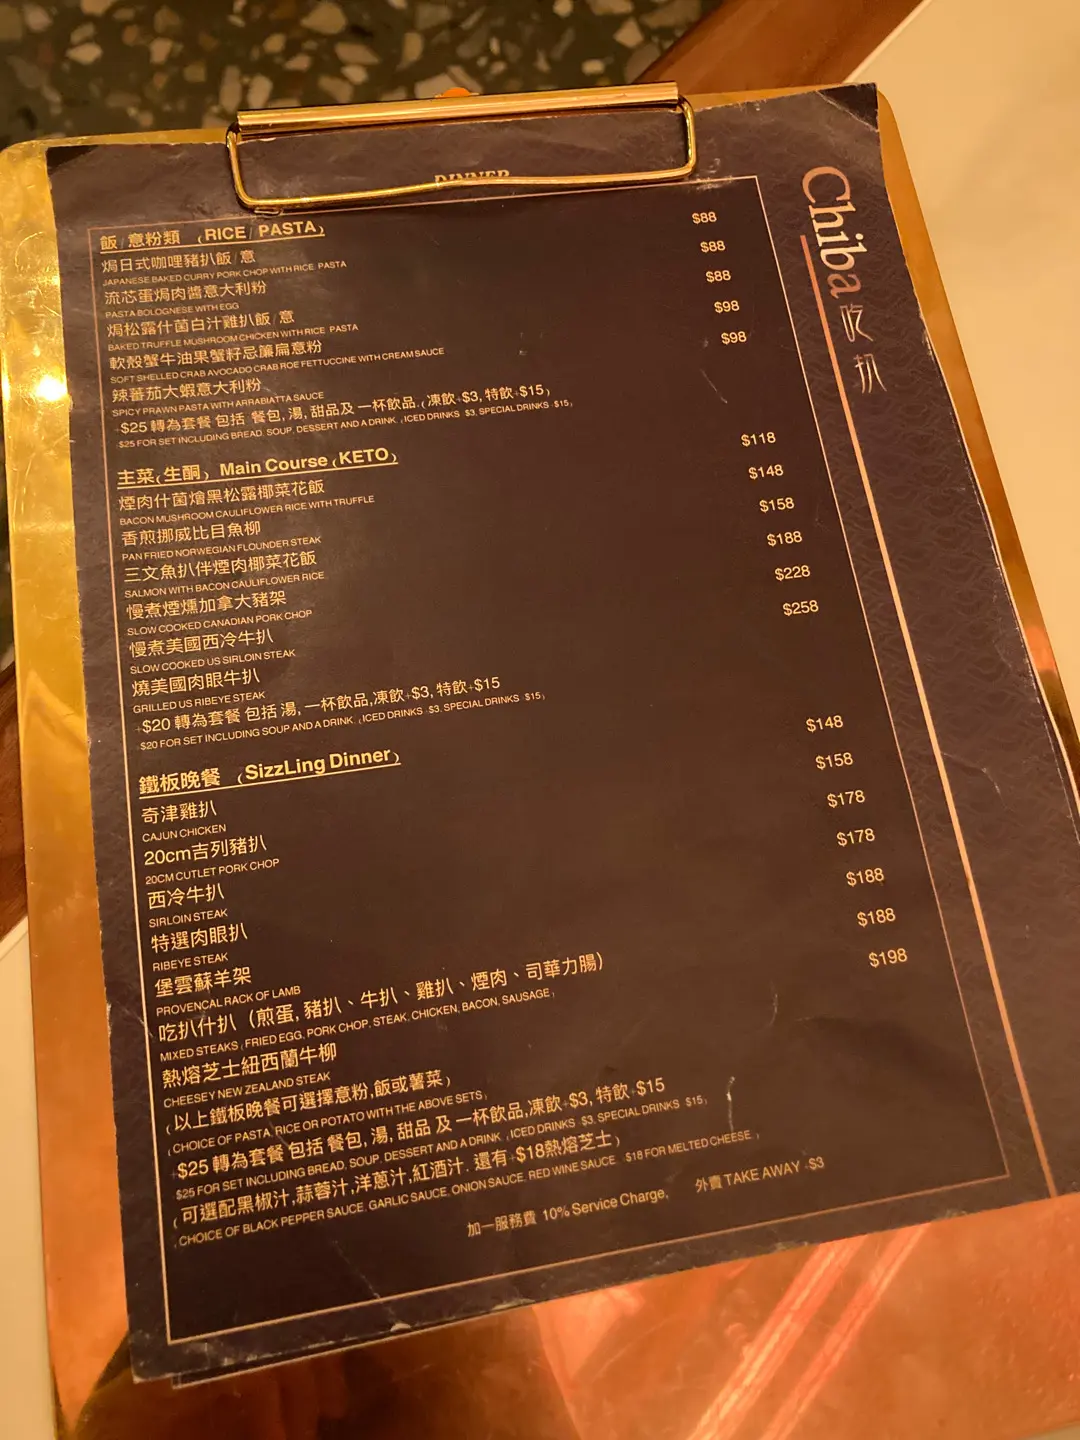 DINNER
Chiba 吃扒
飯/意粉類 (RICE/PASTA)
焗日式咖哩豬扒飯/意 $88
JAPANESE BAKED CURRY PORK CHOP WITH RICE/PASTA
流芯蛋焗肉醬意大利粉 $88
PASTA BOLOGNESE WITH EGG
焗松露什菌白汁雞扒飯/意 $88
BAKED TRUFFLE MUSHROOM CHICKEN WITH RICE/PASTA
軟殼蟹牛油果蟹籽忌簾扁意粉 $98
SOFT SHELLED CRAB AVOCADO CRAB ROE FETTUCCINE WITH CREAM SAUCE
辣蕃茄大蝦意大利粉 $98
SPICY PRAWN PASTA WITH ARRABIATTA SAUCE
+$25 轉為套餐 包括 餐包, 湯, 甜品及 一杯飲品. (凍飲+$3, 特飲+$15)
+$25 FOR SET INCLUDING BREAD, SOUP, DESSERT AND A DRINK. (ICED DRINKS +$3, SPECIAL DRINKS +$15)
主菜(生酮) Main Course (KETO)
煙肉什菌燴黑松露椰菜花飯 $118
BACON MUSHROOM CAULIFLOWER RICE WITH TRUFFLE
香煎挪威比目魚柳 $148
PAN FRIED NORWEGIAN FLOUNDER STEAK
三文魚扒伴煙肉椰菜花飯 $158
SALMON WITH BACON CAULIFLOWER RICE
慢煮煙燻加拿大豬架 $188
SLOW COOKED CANADIAN PORK CHOP
慢煮美國西冷牛扒 $228
SLOW COOKED US SIRLOIN STEAK
燒美國肉眼牛扒 $258
GRILLED US RIBEYE STEAK
+$20 轉為套餐 包括 湯, 一杯飲品,凍飲+$3, 特飲+$15
+$20 FOR SET INCLUDING SOUP AND A DRINK. (ICED DRINKS +$3, SPECIAL DRINKS +$15)
鐵板晚餐 (SizzLing Dinner)
奇津雞扒 $148
CAJUN CHICKEN
20cm吉列豬扒 $158
20CM CUTLET PORK CHOP
西冷牛扒 $178
SIRLOIN STEAK
特選肉眼扒 $178
RIBEYE STEAK
堡雲蘇羊架 $188
PROVENCAL RACK OF LAMB
吃扒什扒 (煎蛋, 豬扒、牛扒、雞扒、煙肉、司華力腸) $188
MIXED STEAKS (FRIED EGG, PORK CHOP, STEAK, CHICKEN, BACON, SAUSAGE)
熱熔芝士紐西蘭牛柳 $198
CHEESEY NEW ZEALAND STEAK
(以上鐵板晚餐可選擇意粉,飯或薯菜)
(CHOICE OF PASTA, RICE OR POTATO WITH THE ABOVE SETS)
+$25 轉為套餐 包括 餐包, 湯, 甜品 及 一杯飲品,凍飲+$3, 特飲+$15
+$25 FOR SET INCLUDING BREAD, SOUP, DESSERT AND A DRINK. (ICED DRINKS +$3, SPECIAL DRINKS +$15)
(可選配黑椒汁,蒜蓉汁,洋蔥汁,紅酒汁. 還有+$18熱熔芝士)
(CHOICE OF BLACK PEPPER SAUCE, GARLIC SAUCE, ONION SAUCE, RED WINE SAUCE. +$18 FOR MELTED CHEESE.)
加一服務費 10% Service Charge, 外賣 TAKE AWAY +$3